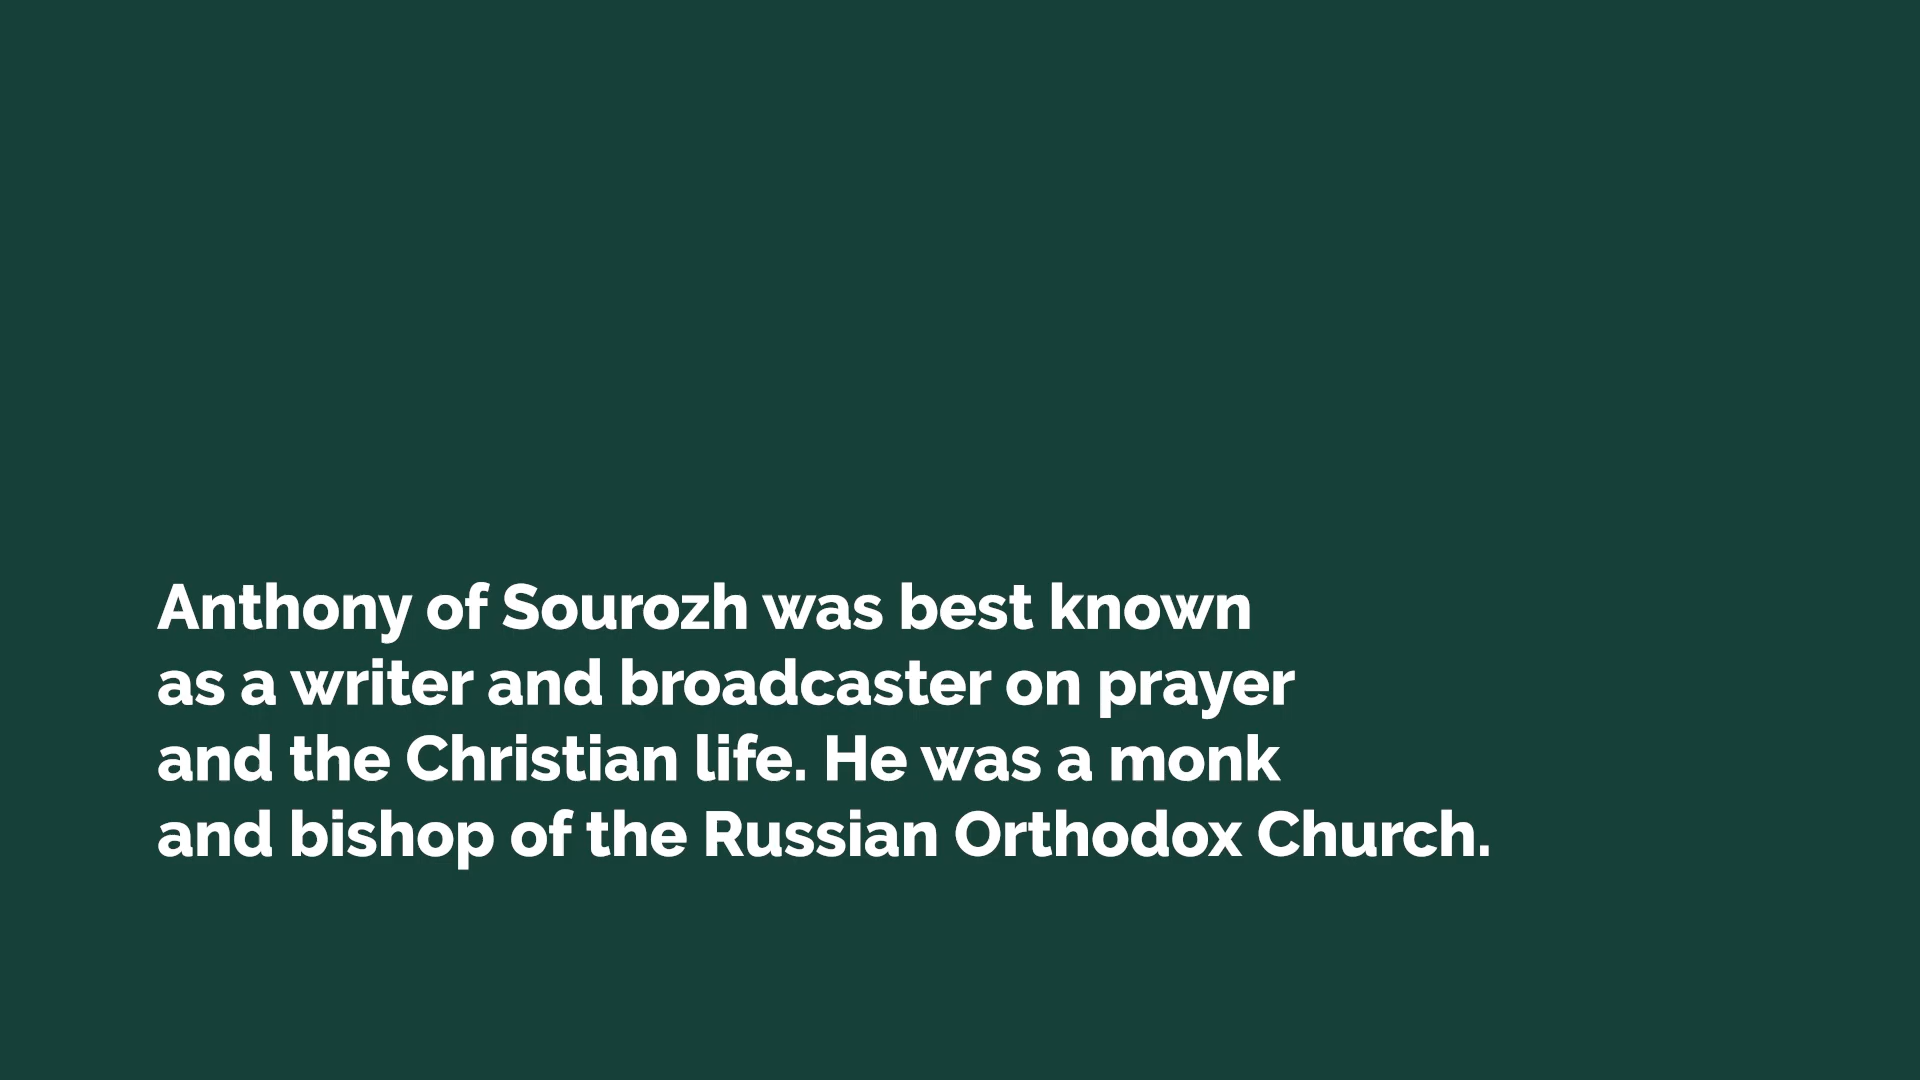 Anthony of Sourozh was best known
as a writer and broadcaster on prayer
and the Christian life. He was a monk
and bishop of the Russian Orthodox Church.